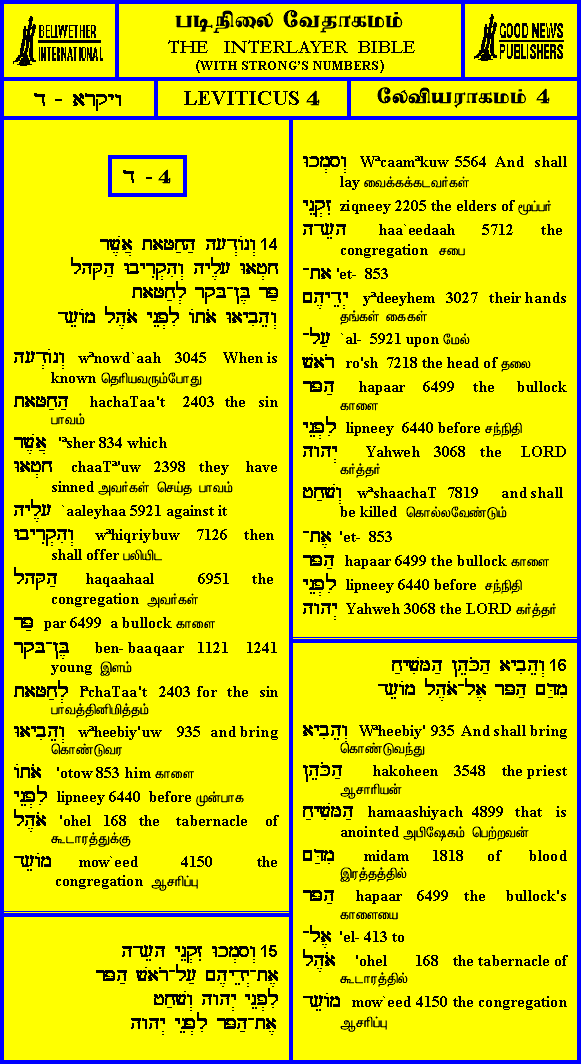 BELLWETHER
INTERNATIONAL
படிநிலை வேதாகமம்
THE INTERLAYER BIBLE
(WITH STRONG'S NUMBERS)
GOOD NEWS
PUBLISHERS
ויקרא - ד
LEVITICUS 4
லேவியராகமம் 4
ד - 4
14 וְנוֹדְעָה הַחַטָּאת אֲשֶׁר
חָטְאוּ עָלֶיהָ וְהִקְרִיבוּ הַקָּהָל
פַּר בֶּן־בָּקָר לְחַטָּאת
וְהֵבִיאוּ אֹתוֹ לִפְנֵי אֹהֶל מוֹעֵד
וְנוֹדְעָה wᵊnowd`aah 3045 When is
known தெரியவரும்போது
הַחַטָּאת hachaTaa't 2403 the sin
பாவம்
אֲשֶׁר 'ᵃsher 834 which
חָטְאוּ chaaTᵊ'uw 2398 they have
sinned அவர்கள் செய்த பாவம்
עָלֶיהָ `aaleyhaa 5921 against it
וְהִקְרִיבוּ wᵊhiqriybuw 7126 then
shall offer பலியிட
הַקָּהָל haqaahaal 6951 the
congregation அவர்கள்
פַּר par 6499 a bullock காளை
בֶּן־בָּקָר ben- baaqaar 1121 1241
young இளம்
לְחַטָּאת lᵊchaTaa't 2403 for the sin
பாவத்தினிமித்தம்
וְהֵבִיאוּ wᵊheebiy'uw 935 and bring
கொண்டுவர
אֹתוֹ 'otow 853 him காளை
לִפְנֵי lipneey 6440 before முன்பாக
אֹהֶל 'ohel 168 the tabernacle of
கூடாரத்துக்கு
מוֹעֵד mow`eed 4150 the
congregation ஆசரிப்பு
15 וְסָמְכוּ זִקְנֵי הָעֵדָה
אֶת־יְדֵיהֶם עַל־רֹאשׁ הַפָּר
לִפְנֵי יְהוָה וְשָׁחַט
אֶת־הַפָּר לִפְנֵי יְהוָה
וְסָמְכוּ Wᵊcaamᵊkuw 5564 And shall
lay வைக்கக்கடவர்கள்
זִקְנֵי ziqneey 2205 the elders of மூப்பர்
הָעֵדָה haa`eedaah 5712 the
congregation சபை
אֶת־ 'et- 853
יְדֵיהֶם yᵊdeeyhem 3027 their hands
தங்கள் கைகள்
עַל־ `al- 5921 upon மேல்
רֹאשׁ ro'sh 7218 the head of தலை
הַפָּר hapaar 6499 the bullock
காளை
לִפְנֵי lipneey 6440 before சந்நிதி
יְהוָה Yahweh 3068 the LORD
கர்த்தர்
וְשָׁחַט wᵊshaachaT 7819 and shall
be killed கொல்லவேண்டும்
אֶת־ 'et- 853
הַפָּר hapaar 6499 the bullock காளை
לִפְנֵי lipneey 6440 before சந்நிதி
יְהוָה Yahweh 3068 the LORD கர்த்தர்
16 וְהֵבִיא הַכֹּהֵן הַמָּשִׁיחַ
מִדַּם הַפָּר אֶל־אֹהֶל מוֹעֵד
וְהֵבִיא Wᵊheebiy' 935 And shall bring
கொண்டுவந்து
הַכֹּהֵן hakoheen 3548 the priest
ஆசாரியன்
הַמָּשִׁיחַ hamaashiyach 4899 that is
anointed அபிஷேகம் பெற்றவன்
מִדַּם midam 1818 of blood
இரத்தத்தில்
הַפָּר hapaar 6499 the bullock's
காளையை
אֶל־ 'el- 413 to
אֹהֶל 'ohel 168 the tabernacle of
கூடாரத்தில்
מוֹעֵד mow`eed 4150 the congregation
ஆசரிப்பு